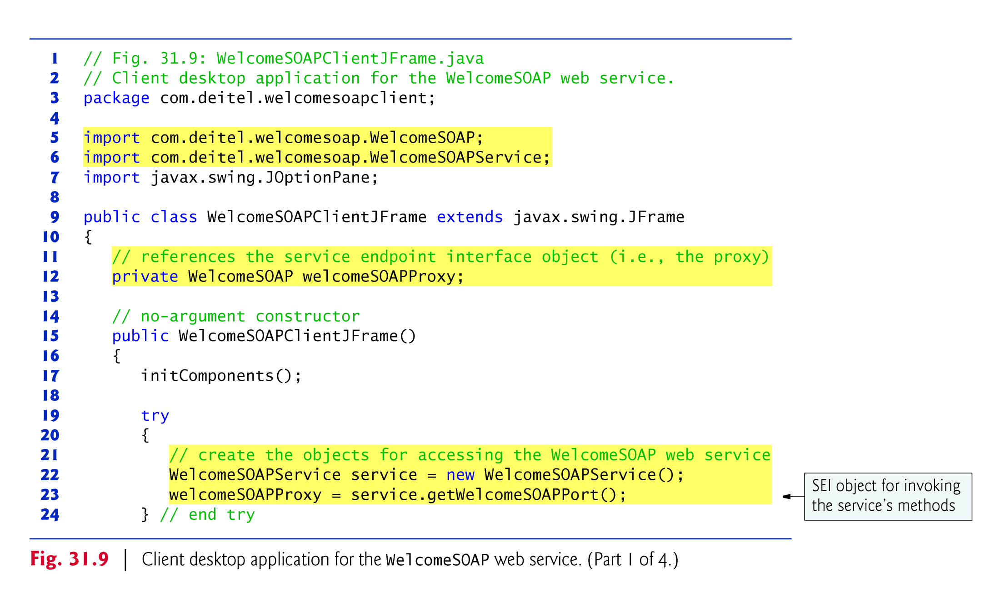 1 // Fig. 31.9: WelcomeSOAPClientJFrame.java
2 // Client desktop application for the WelcomeSOAP web service.
3 package com.deitel.welcomesoapclient;
4
5 import com.deitel.welcomesoap.WelcomeSOAP;
6 import com.deitel.welcomesoap.WelcomeSOAPService;
7 import javax.swing.JOptionPane;
8
9 public class WelcomeSOAPClientJFrame extends javax.swing.JFrame
10 {
11    // references the service endpoint interface object (i.e., the proxy)
12    private WelcomeSOAP welcomeSOAPProxy;
13
14    // no-argument constructor
15    public WelcomeSOAPClientJFrame()
16    {
17       initComponents();
18
19       try
20       {
21          // create the objects for accessing the WelcomeSOAP web service
22          WelcomeSOAPService service = new WelcomeSOAPService();
23          welcomeSOAPProxy = service.getWelcomeSOAPPort();
24       } // end try
SEI object for invoking
the service's methods
Fig. 31.9 | Client desktop application for the WelcomeSOAP web service. (Part 1 of 4.)